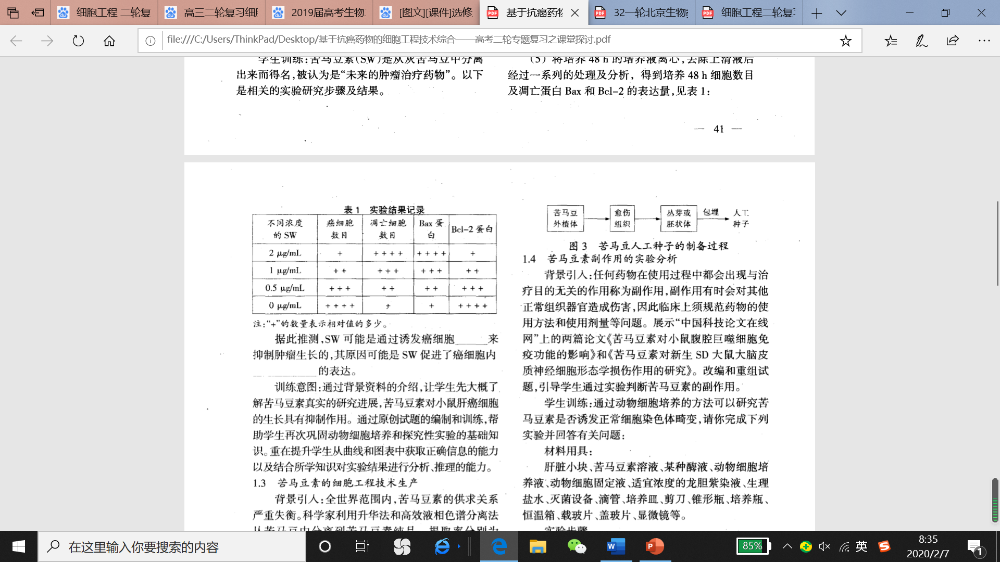 细胞工程 二轮复
高三二轮复习细胞
2019届高考生物
[图文][课件]选修
基于抗癌药物
32一轮北京生物
细胞工程二轮复习
file:///C:/Users/ThinkPad/Desktop/基于抗癌药物的细胞工程技术综合——高考二轮专题复习之课堂探讨.pdf
学生训练:苦马豆素(SW)是从灰苦马豆中分离
出来而得名,被认为是“未来的肿瘤治疗药物”。以下
是相关的实验研究步骤及结果。
(5) 将培养 48 h 的培养液离心,去除上清液后
经过一系列的处理及分析, 得到培养 48 h 细胞数目
及凋亡蛋白 Bax 和 Bcl-2 的表达量,见表 1:
— 41 —
表 1 实验结果记录
不同浓度的 SW 癌细胞数目 凋亡细胞数目 Bax 蛋白 Bcl-2 蛋白
2 μg/mL + ++++ ++++ +
1 μg/mL ++ +++ +++ ++
0.5 μg/mL +++ ++ ++ +++
0 μg/mL ++++ + + ++++
注:“+”的数量表示相对值的多少。
据此推测,SW 可能是通过诱发癌细胞______来
抑制肿瘤生长的,其原因可能是 SW 促进了癌细胞内
____________的表达。
训练意图:通过背景资料的介绍,让学生先大概了
解苦马豆素真实的研究进展,苦马豆素对小鼠肝癌细胞
的生长具有抑制作用。通过原创试题的编制和训练,帮
助学生再次巩固动物细胞培养和探究性实验的基础知
识。重在提升学生从曲线和图表中获取正确信息的能力
以及结合所学知识对实验结果进行分析、推理的能力。
1.3 苦马豆素的细胞工程技术生产
背景引入:全世界范围内,苦马豆素的供求关系
严重失衡。科学家利用升华法和高效液相色谱分离法
从苦马豆中分离到苦马豆素纯品,提取率分别为
苦马豆外植体 愈伤组织 丛芽或胚状体 包埋 人工种子
图 3 苦马豆人工种子的制备过程
1.4 苦马豆素副作用的实验分析
背景引入:任何药物在使用过程中都会出现与治
疗目的无关的作用称为副作用,副作用有时会对其他
正常组织器官造成伤害,因此临床上须规范药物的使
用方法和使用剂量等问题。展示“中国科技论文在线
网”上的两篇论文《苦马豆素对小鼠腹腔巨噬细胞免
疫功能的影响》和《苦马豆素对新生 SD 大鼠大脑皮
质神经细胞形态学损伤作用的研究》。改编和重组试
题,引导学生通过实验判断苦马豆素的副作用。
学生训练:通过动物细胞培养的方法可以研究苦
马豆素是否诱发正常细胞染色体畸变,请你完成下列
实验并回答有关问题:
材料用具:
肝脏小块、苦马豆素溶液、某种酶液、动物细胞培
养液、动物细胞固定液、适宜浓度的龙胆紫染液、生理
盐水、灭菌设备、滴管、培养皿、剪刀、锥形瓶、培养瓶、
恒温箱、载玻片、盖玻片、显微镜等。
实验步骤
在这里输入你要搜索的内容
85%
英
8:35
2020/2/7
1